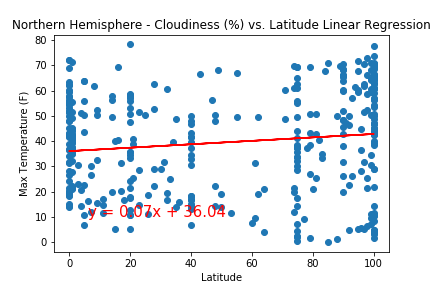 Northern Hemisphere - Cloudiness (%) vs. Latitude Linear Regression
80
70
60
50
40
30
20
10
0
Max Temperature (F)
y = 0.07x + 36.04
0 20 40 60 80 100
Latitude